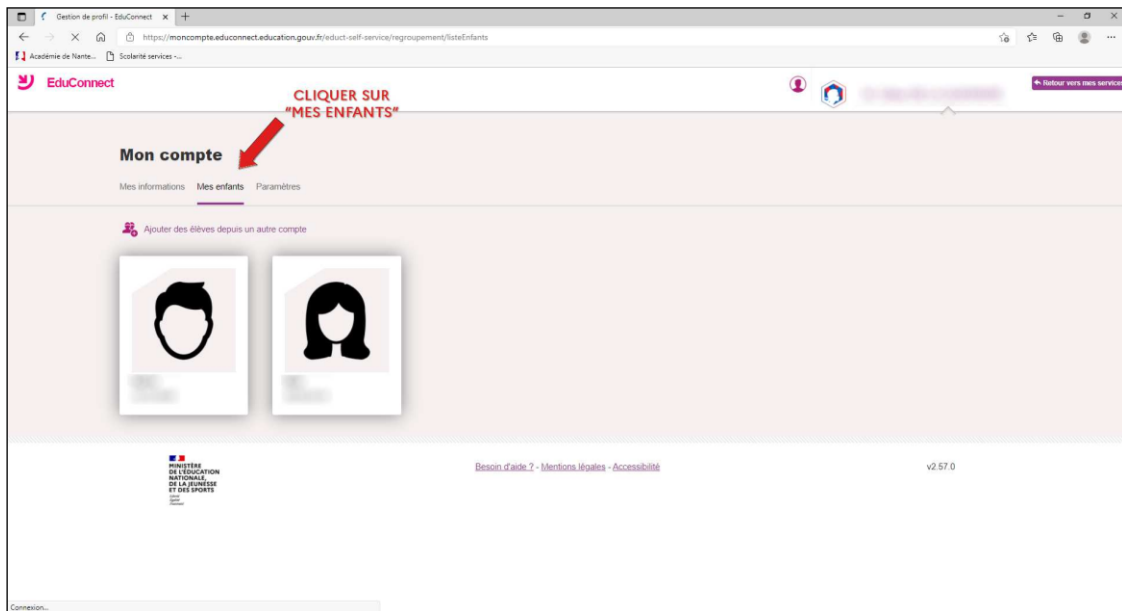 Gestion de profil - EduConnect
https://moncompte.educonnect.education.gouv.fr/educt-self-service/regroupement/listeEnfants
Académie de Nante...
Scolarité services -...
EduConnect
Retour vers mes services
CLIQUER SUR
"MES ENFANTS"
Mon compte
Mes informations Mes enfants Paramètres
Ajouter des élèves depuis un autre compte
MINISTÈRE
DE L'ÉDUCATION
NATIONALE,
DE LA JEUNESSE
ET DES SPORTS
Besoin d'aide ? - Mentions légales - Accessibilité
v2.57.0
Connexion...